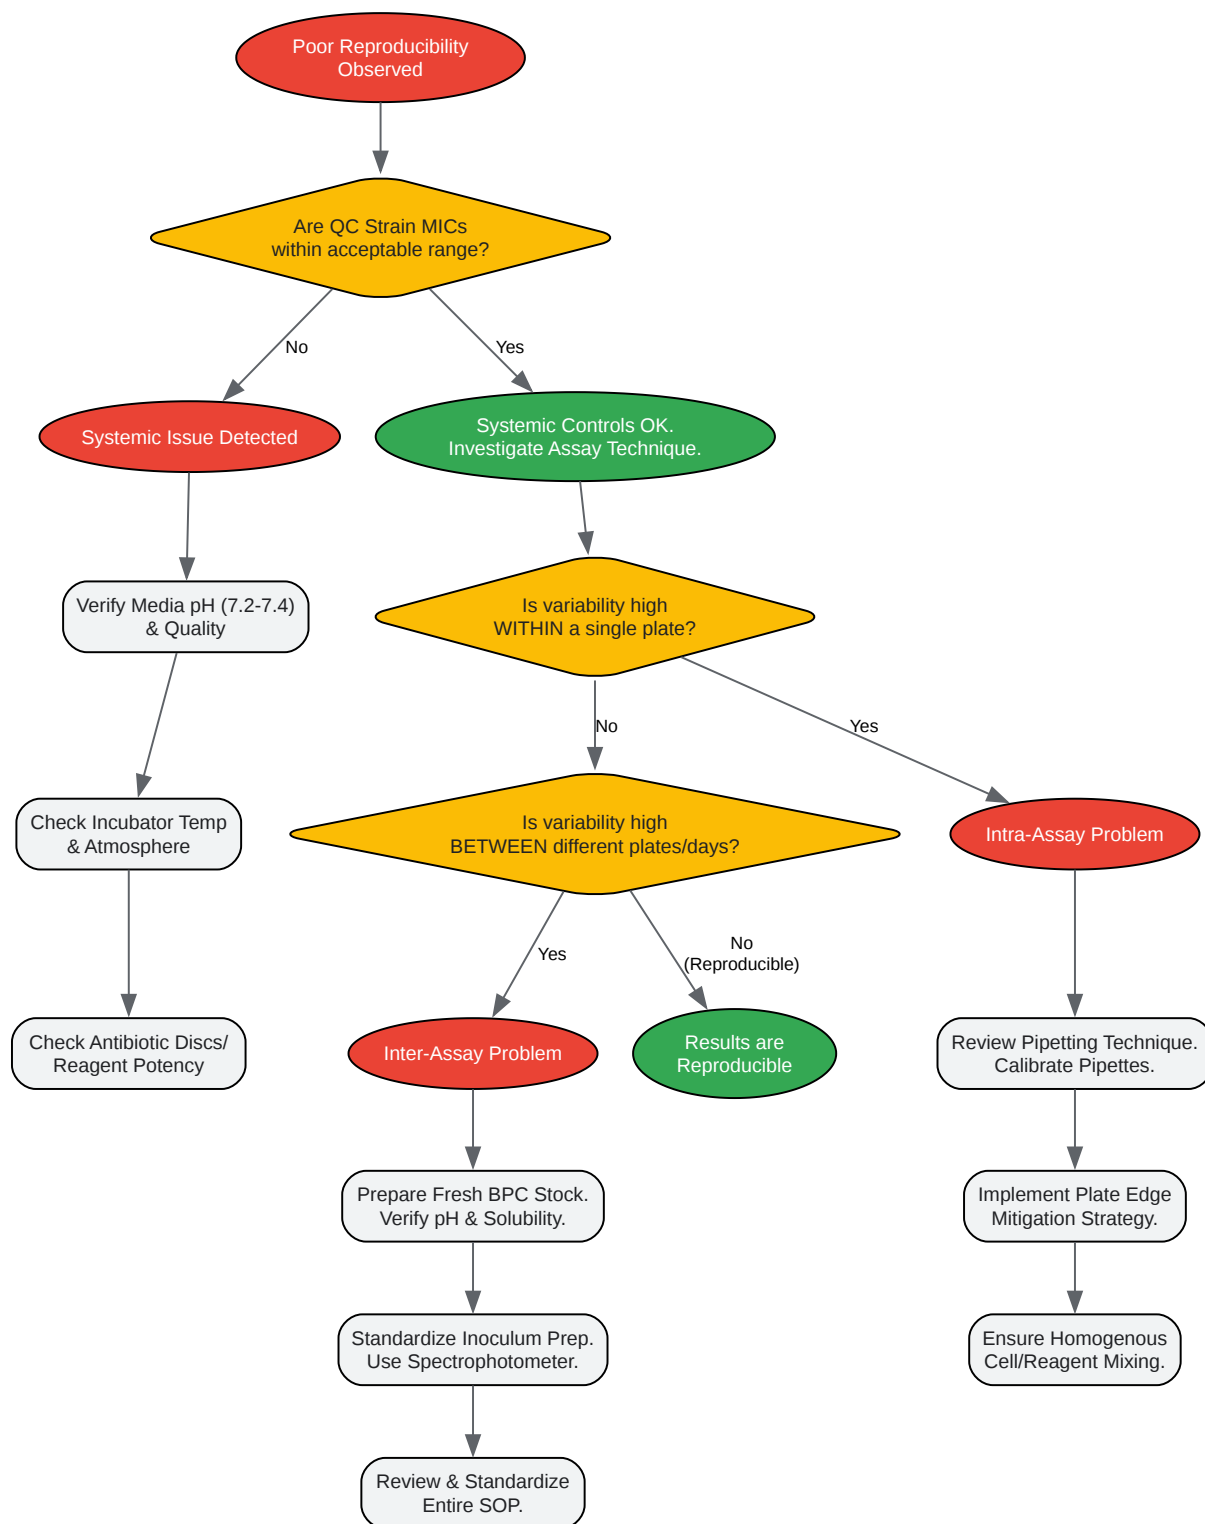 Poor Reproducibility
Observed
Are QC Strain MICs
within acceptable range?
No
Yes
Systemic Issue Detected
Systemic Controls OK.
Investigate Assay Technique.
Verify Media pH (7.2-7.4)
& Quality
Is variability high
WITHIN a single plate?
No
Yes
Check Incubator Temp
& Atmosphere
Is variability high
BETWEEN different plates/days?
Intra-Assay Problem
Yes
No
(Reproducible)
Check Antibiotic Discs/
Reagent Potency
Inter-Assay Problem
Results are
Reproducible
Review Pipetting Technique.
Calibrate Pipettes.
Prepare Fresh BPC Stock.
Verify pH & Solubility.
Implement Plate Edge
Mitigation Strategy.
Standardize Inoculum Prep.
Use Spectrophotometer.
Ensure Homogenous
Cell/Reagent Mixing.
Review & Standardize
Entire SOP.